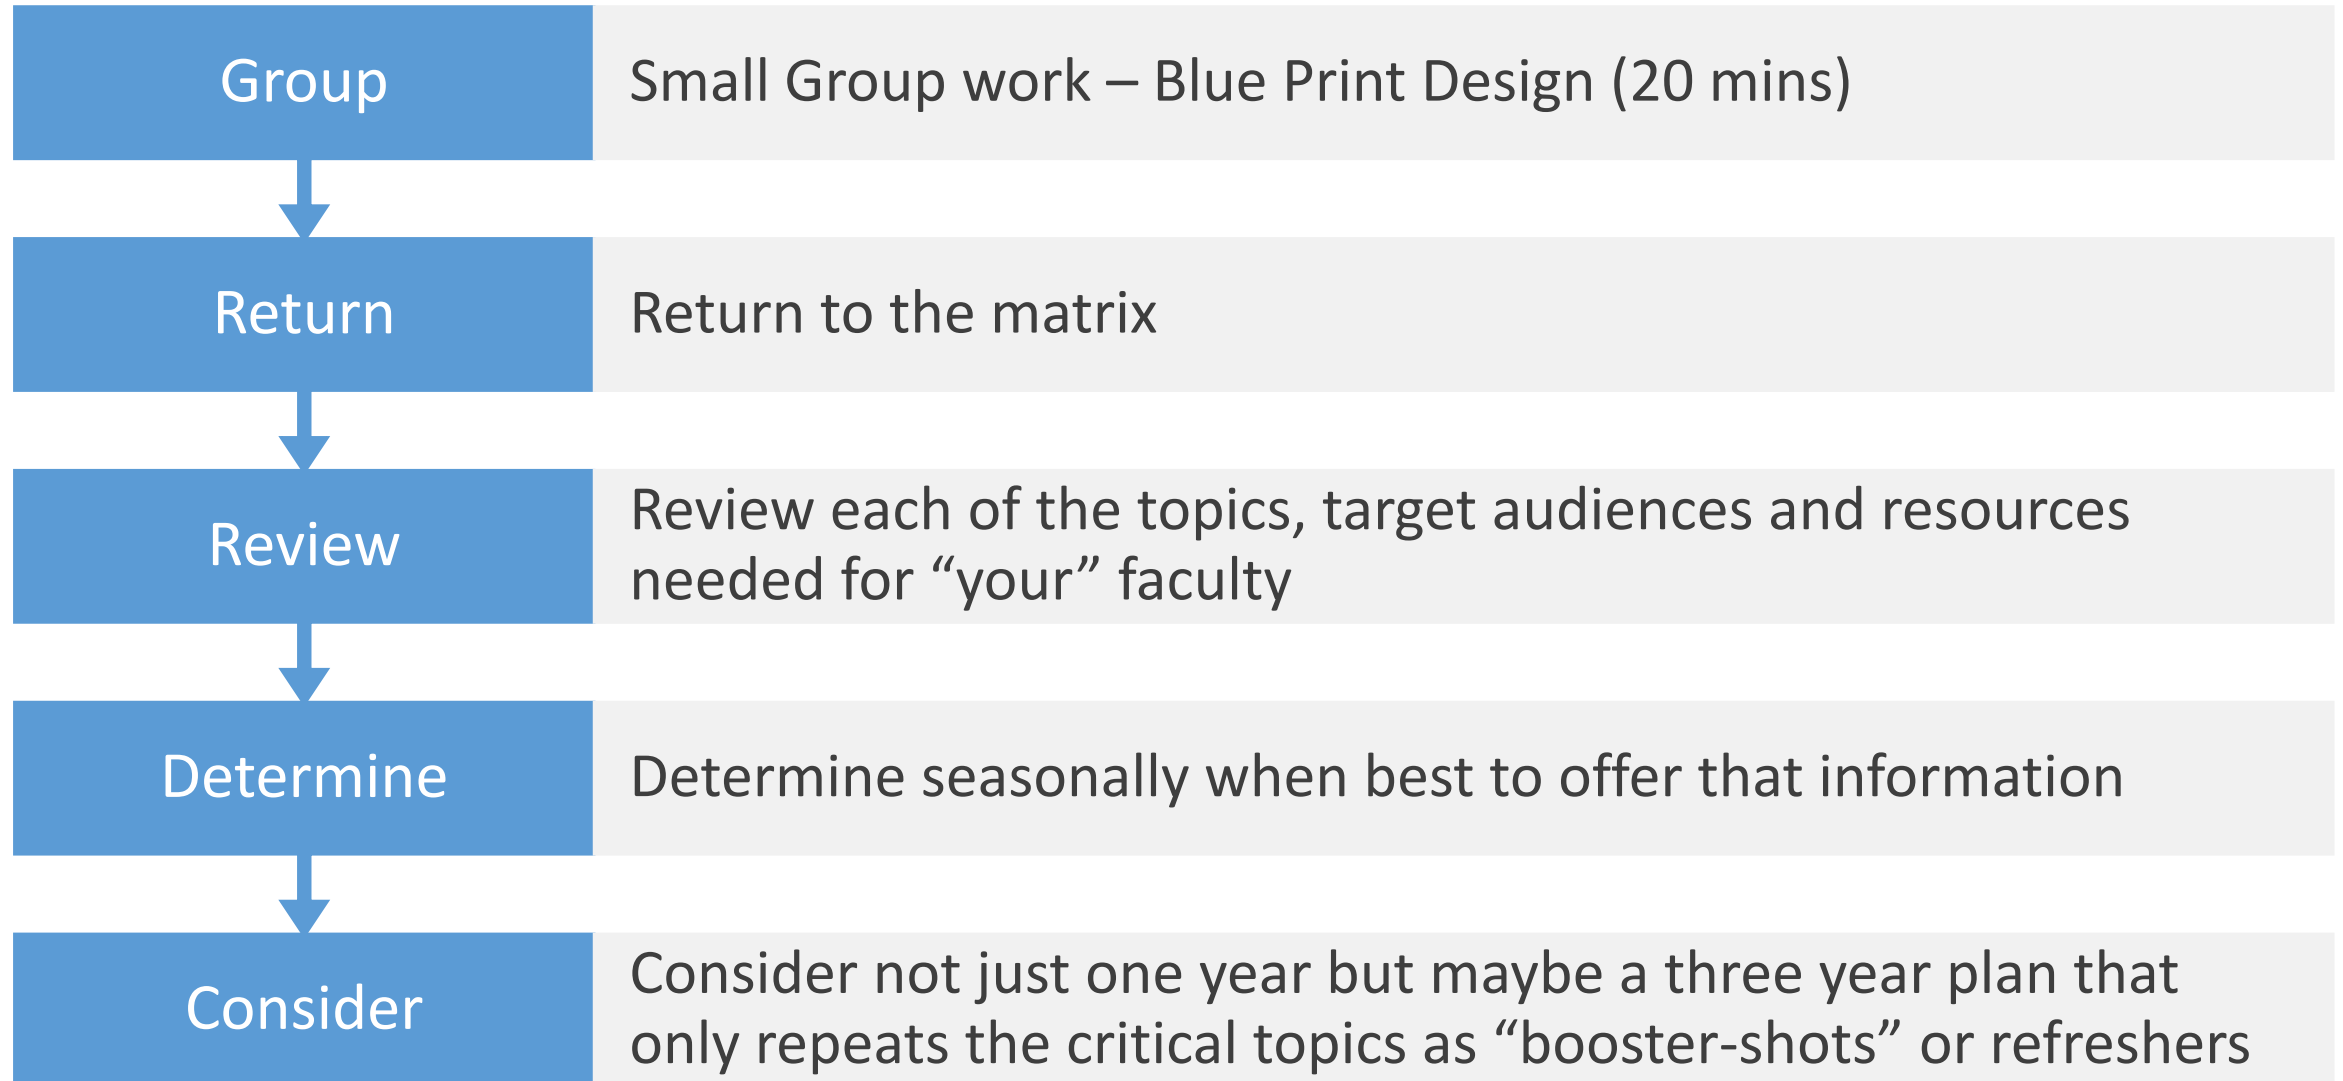 Group
Small Group work – Blue Print Design (20 mins)
Return
Return to the matrix
Review
Review each of the topics, target audiences and resources
needed for “your” faculty
Determine
Determine seasonally when best to offer that information
Consider
Consider not just one year but maybe a three year plan that
only repeats the critical topics as “booster-shots” or refreshers